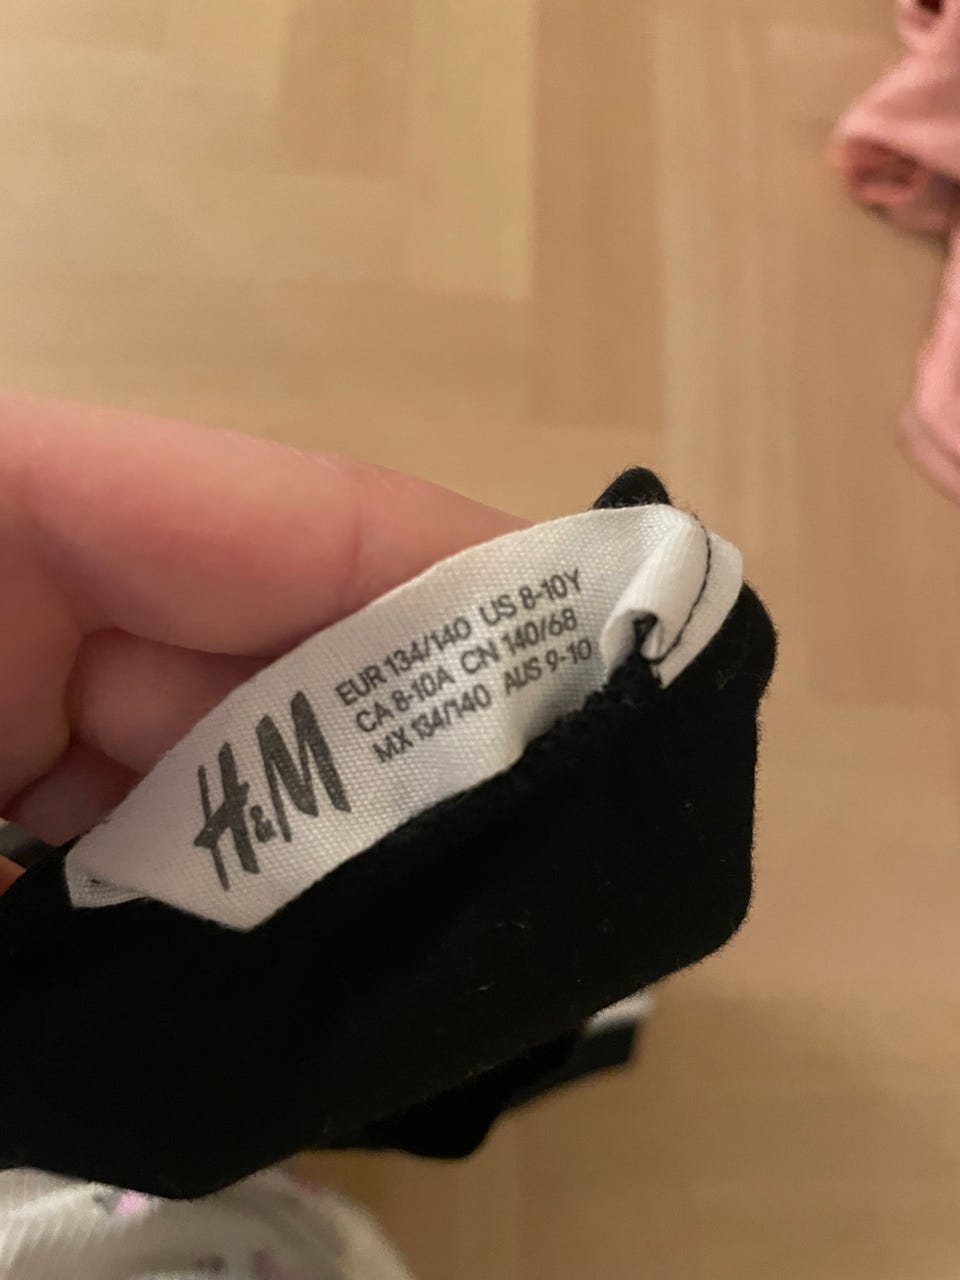 H&M
EUR 134/140 US 8-10Y
CA 8-10A CN 140/68
MX 134/140 AUS 9-10